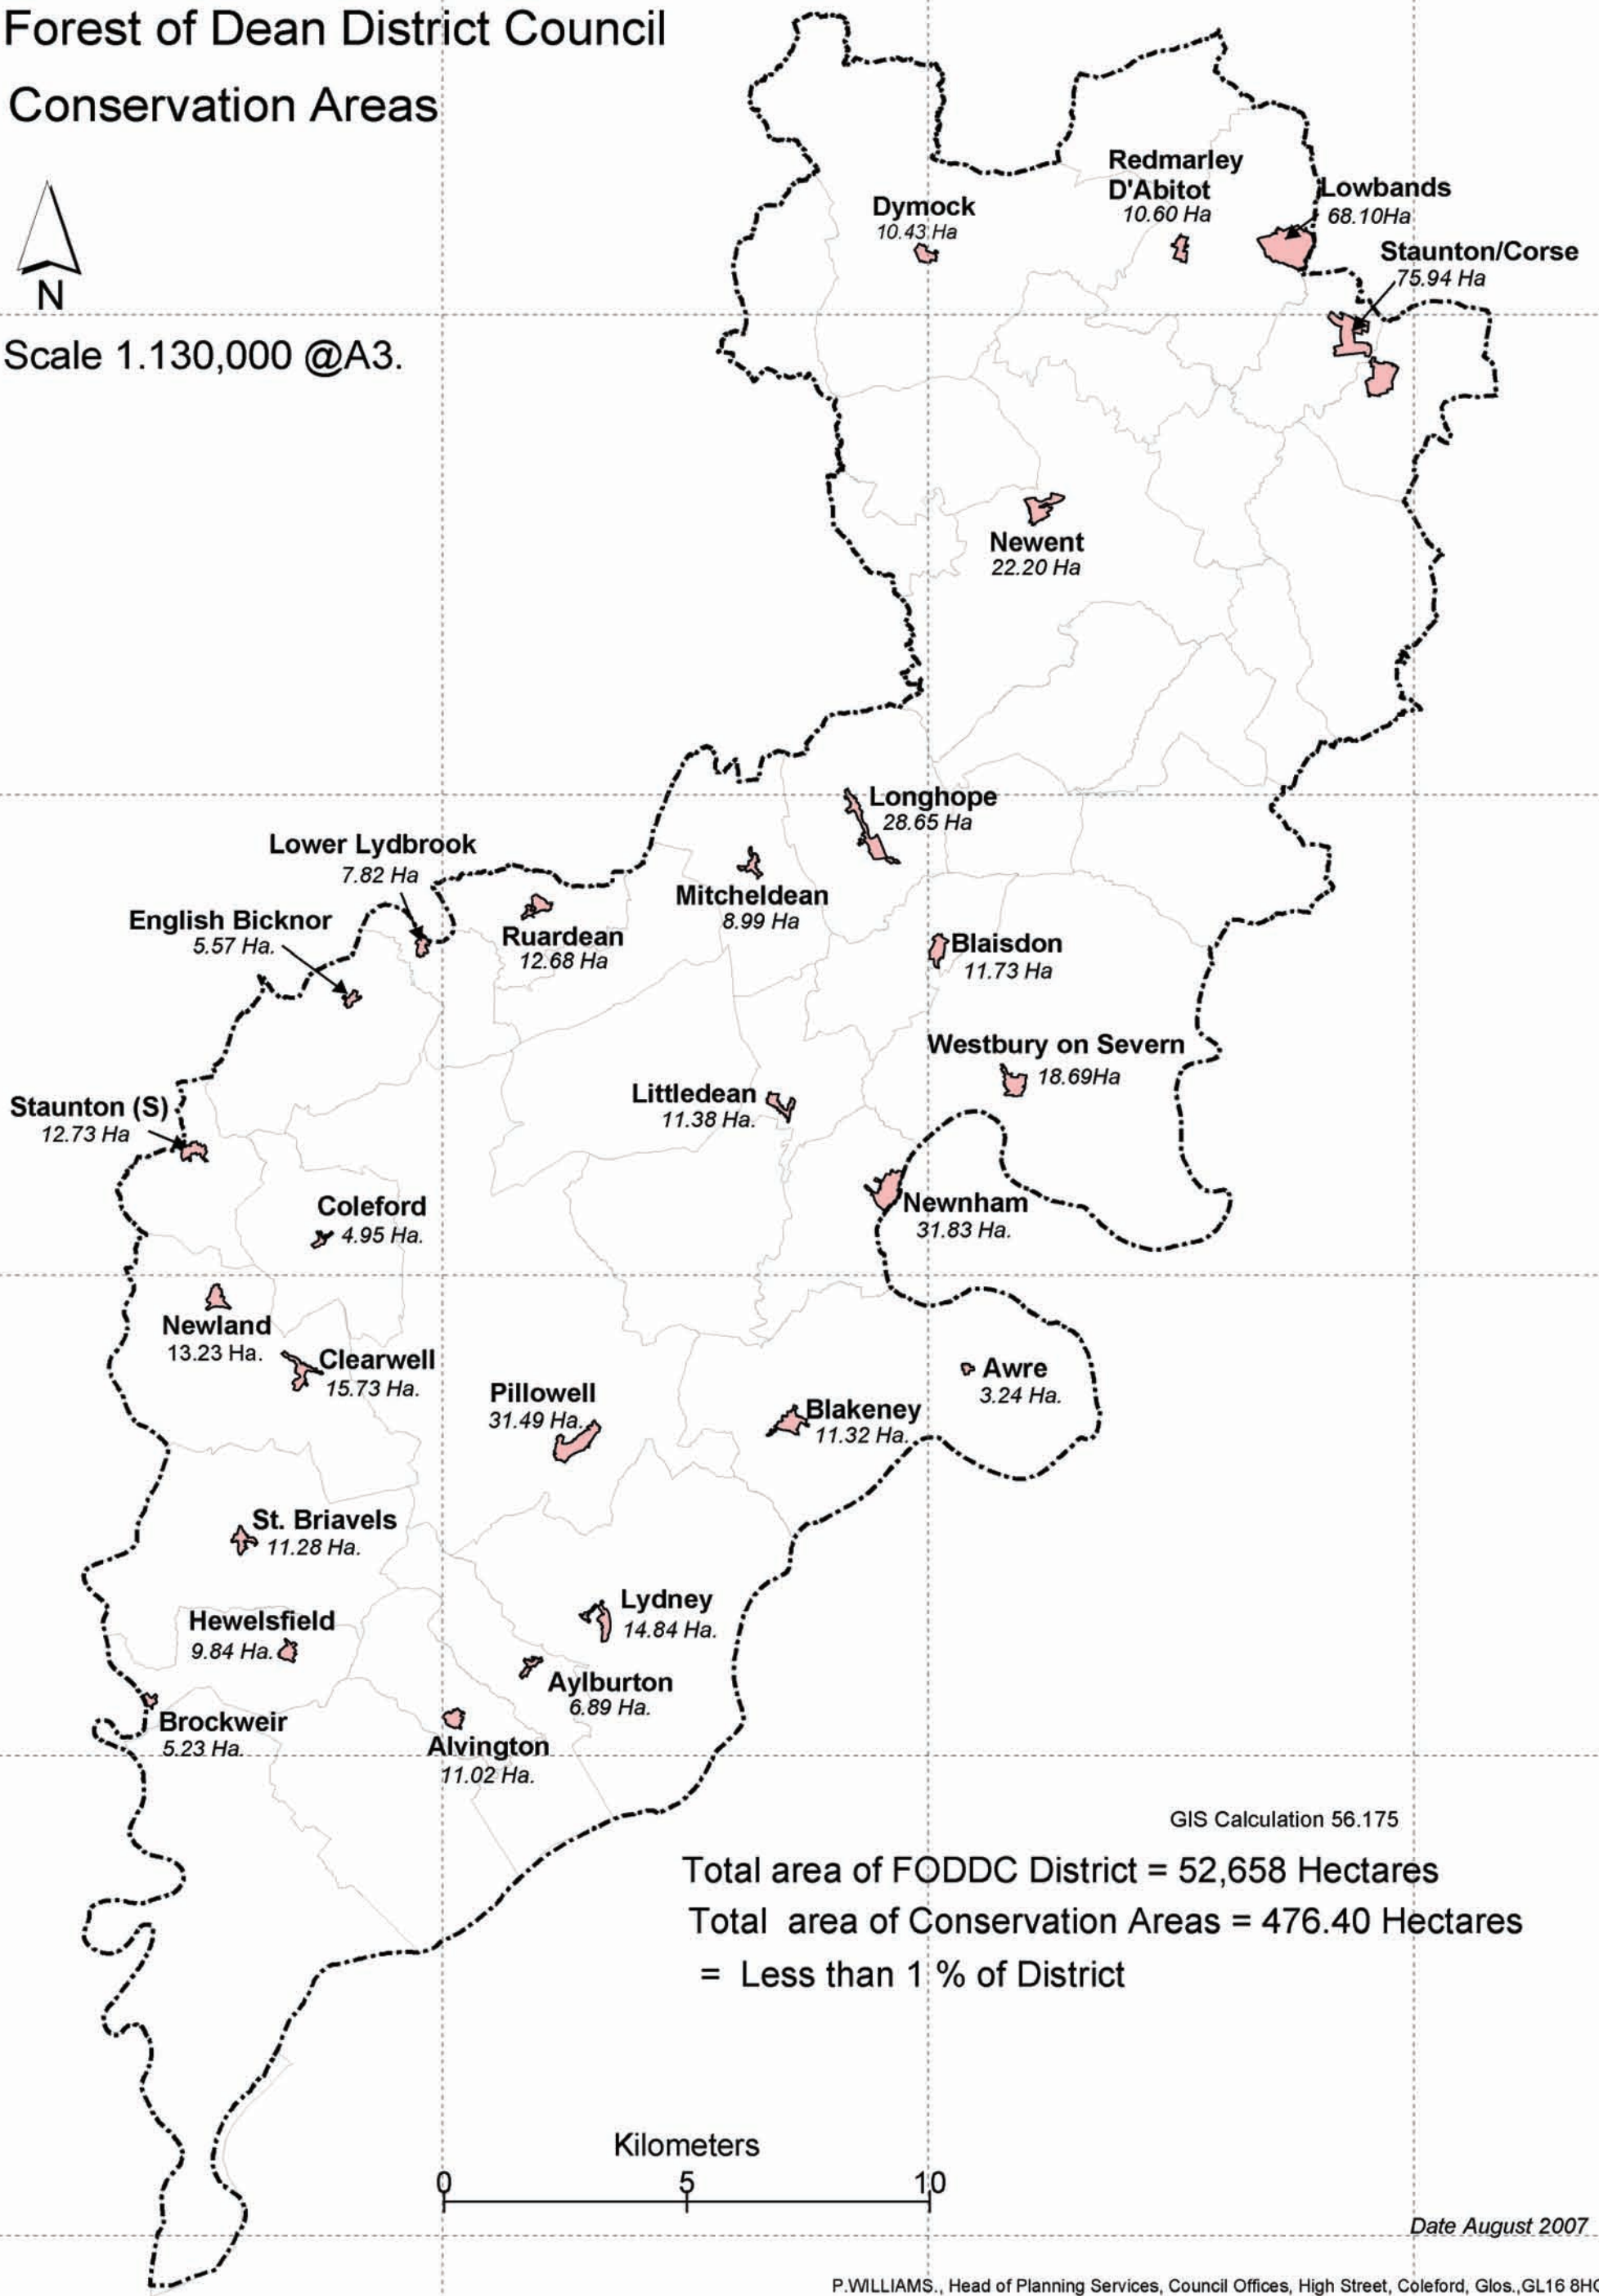 Forest of Dean District Council
Conservation Areas
N
Scale 1.130,000 @A3.
Redmarley
D'Abitot
10.60 Ha
Lowbands
68.10Ha
Dymock
10.43 Ha
Staunton/Corse
75.94 Ha
Newent
22.20 Ha
Longhope
28.65 Ha
Lower Lydbrook
7.82 Ha
Mitcheldean
8.99 Ha
English Bicknor
5.57 Ha.
Ruardean
12.68 Ha
Blaisdon
11.73 Ha
Westbury on Severn
18.69Ha
Littledean
11.38 Ha.
Staunton (S)
12.73 Ha
Coleford
4.95 Ha.
Newnham
31.83 Ha.
Newland
13.23 Ha.
Clearwell
15.73 Ha.
Awre
3.24 Ha.
Pillowell
31.49 Ha.
Blakeney
11.32 Ha.
St. Briavels
11.28 Ha.
Lydney
14.84 Ha.
Hewelsfield
9.84 Ha.
Aylburton
6.89 Ha.
Brockweir
5.23 Ha.
Alvington
11.02 Ha.
GIS Calculation 56.175
Total area of FODDC District = 52,658 Hectares
Total area of Conservation Areas = 476.40 Hectares
= Less than 1 % of District
Kilometers
0 5 10
Date August 2007
P.WILLIAMS., Head of Planning Services, Council Offices, High Street, Coleford, Glos.,GL16 8H